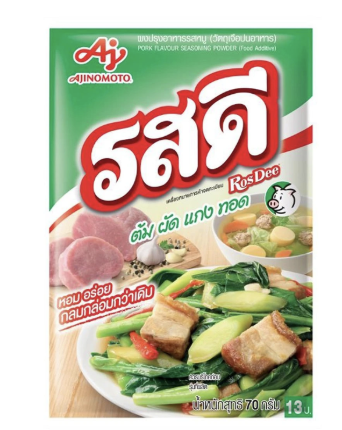 Aj
AJINOMOTO®
ผงปรุงอาหารรสหมู (วัตถุเจือปนอาหาร)
PORK FLAVOUR SEASONING POWDER (Food Additive)
รสดี
RosDee
ต้ม ผัด แกง ทอด
หอม อร่อย
กลมกล่อมกว่าเดิม
น้ำหนักสุทธิ 70 กรัม
13 บ.